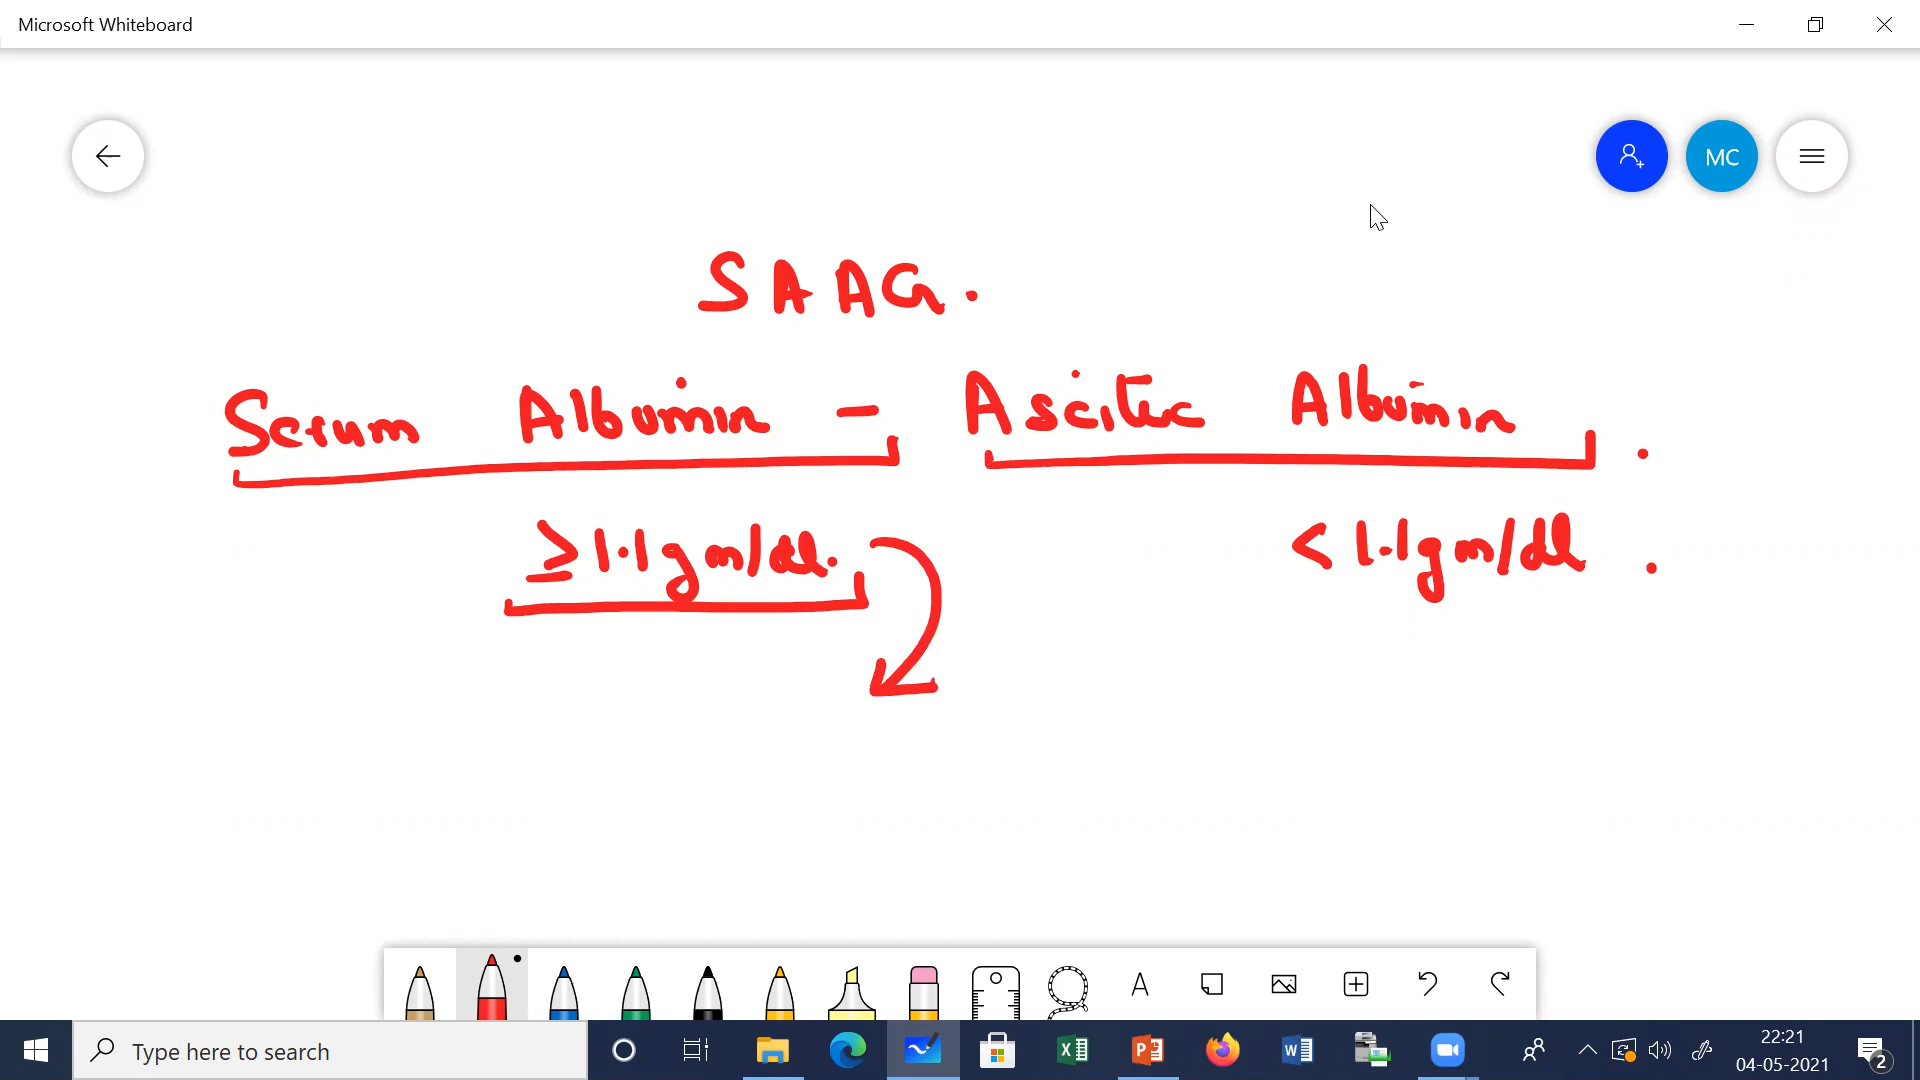 Microsoft Whiteboard
MC
SAAG.
Serum Albumin - Ascitic Albumin.
≥1.1gm/dl. <1.1gm/dl.
A
Type here to search
22:21
04-05-2021
2